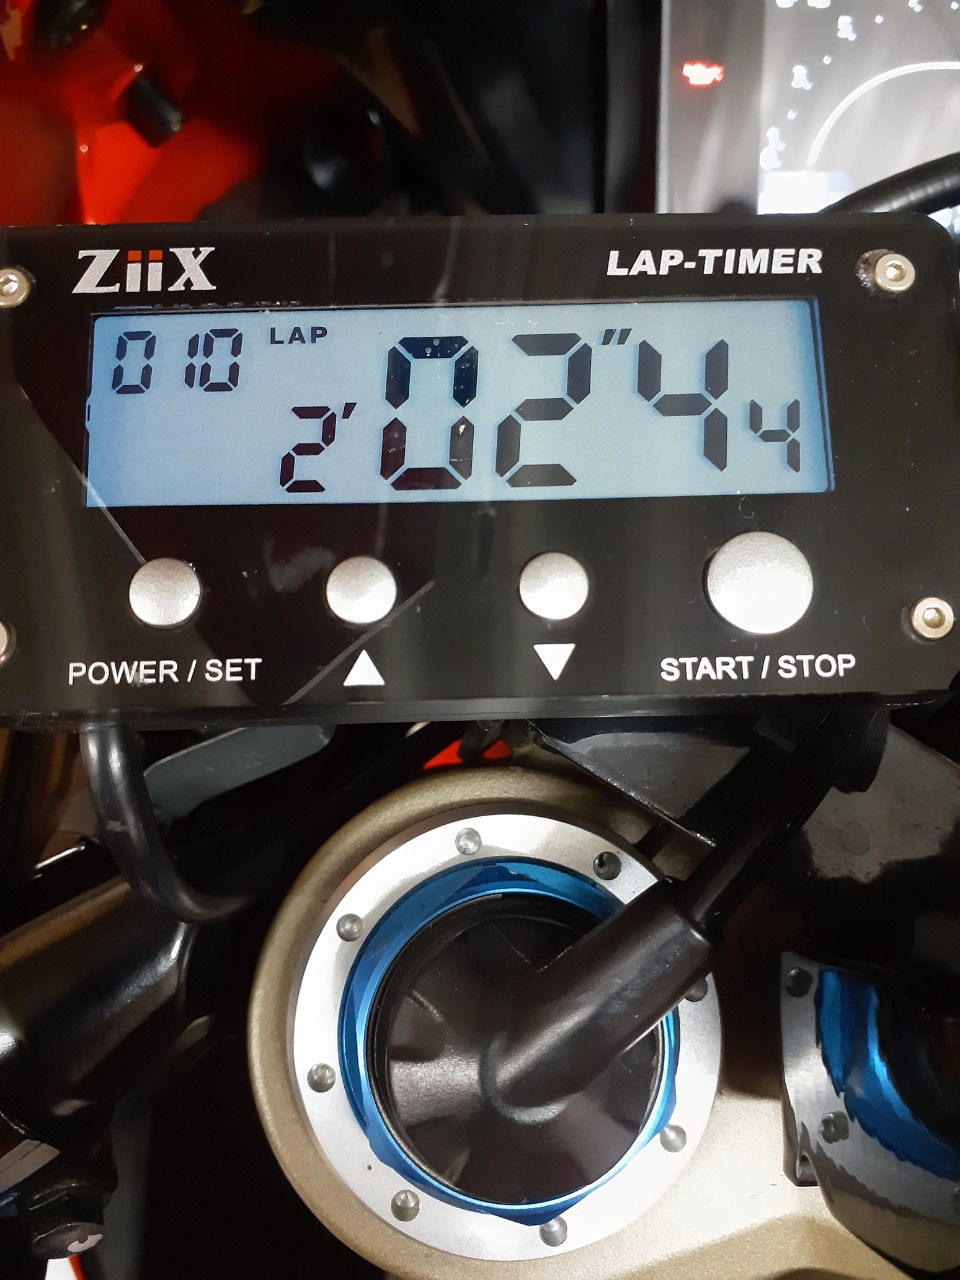 ZiiX LAP-TIMER
010 LAP 2'02"44
POWER / SET ▲ ▼ START / STOP